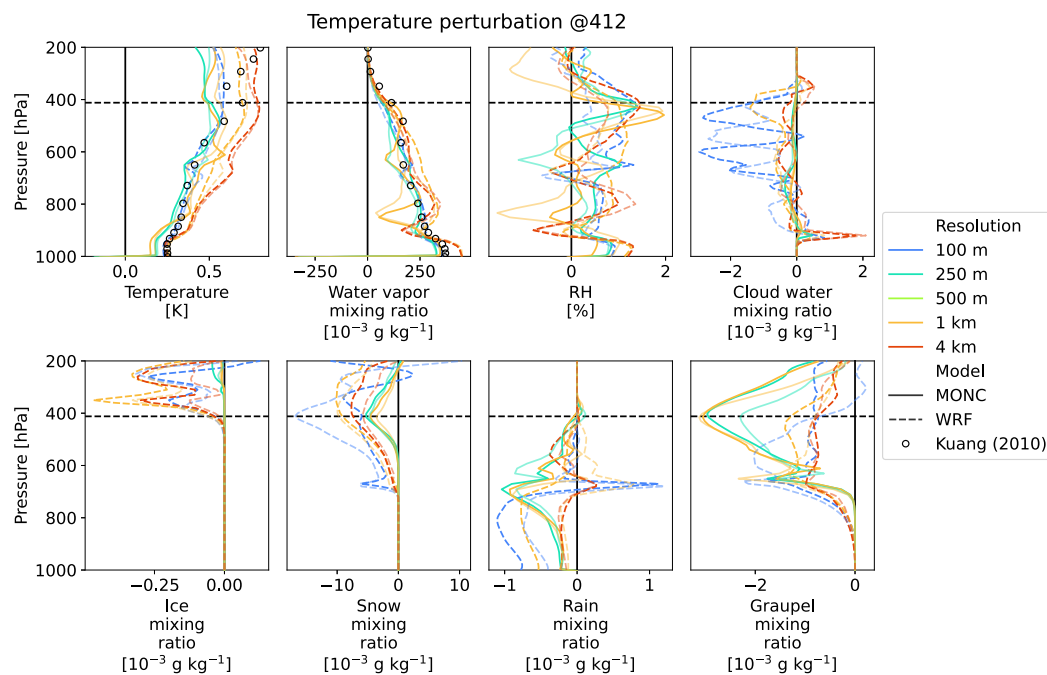 Temperature perturbation @412
Pressure [hPa]
200
400
600
800
1000
0.0
0.5
Temperature
[K]
−250
0
250
Water vapor
mixing ratio
[10⁻³ g kg⁻¹]
0
2
RH
[%]
−2
0
2
Cloud water
mixing ratio
[10⁻³ g kg⁻¹]
Resolution
100 m
250 m
500 m
1 km
4 km
Model
MONC
WRF
Kuang (2010)
Pressure [hPa]
200
400
600
800
1000
−0.25
0.00
Ice
mixing
ratio
[10⁻³ g kg⁻¹]
−10
0
10
Snow
mixing
ratio
[10⁻³ g kg⁻¹]
−1
0
1
Rain
mixing
ratio
[10⁻³ g kg⁻¹]
−2
0
Graupel
mixing
ratio
[10⁻³ g kg⁻¹]